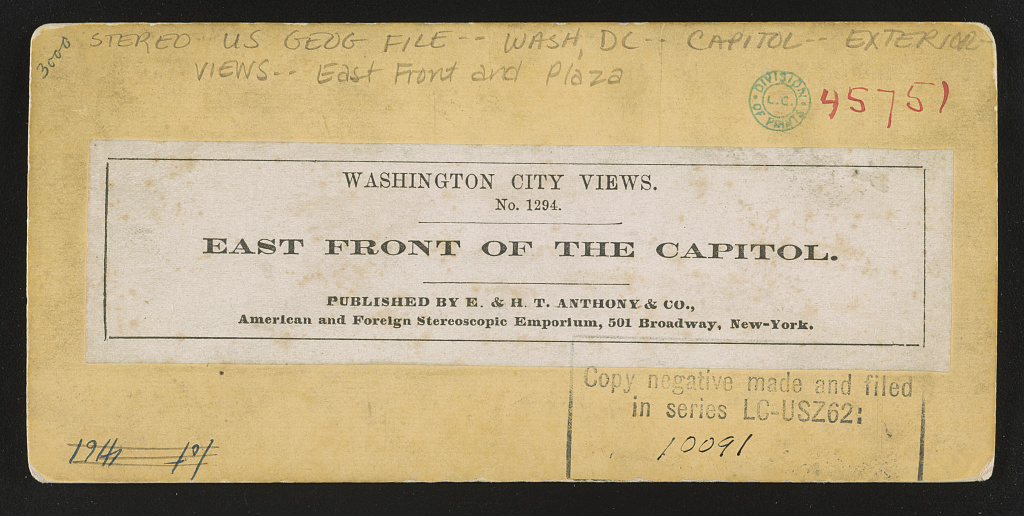 3000
STEREO US GEOG FILE -- WASH, DC -- CAPITOL -- EXTERIOR
VIEWS -- East Front and Plaza
DIVISION OF PRINTS
L.C.
45751
WASHINGTON CITY VIEWS.
No. 1294.
EAST FRONT OF THE CAPITOL.
PUBLISHED BY E. & H. T. ANTHONY & CO.,
American and Foreign Stereoscopic Emporium, 501 Broadway, New-York.
Copy negative made and filed
in series LC-USZ62:
10091